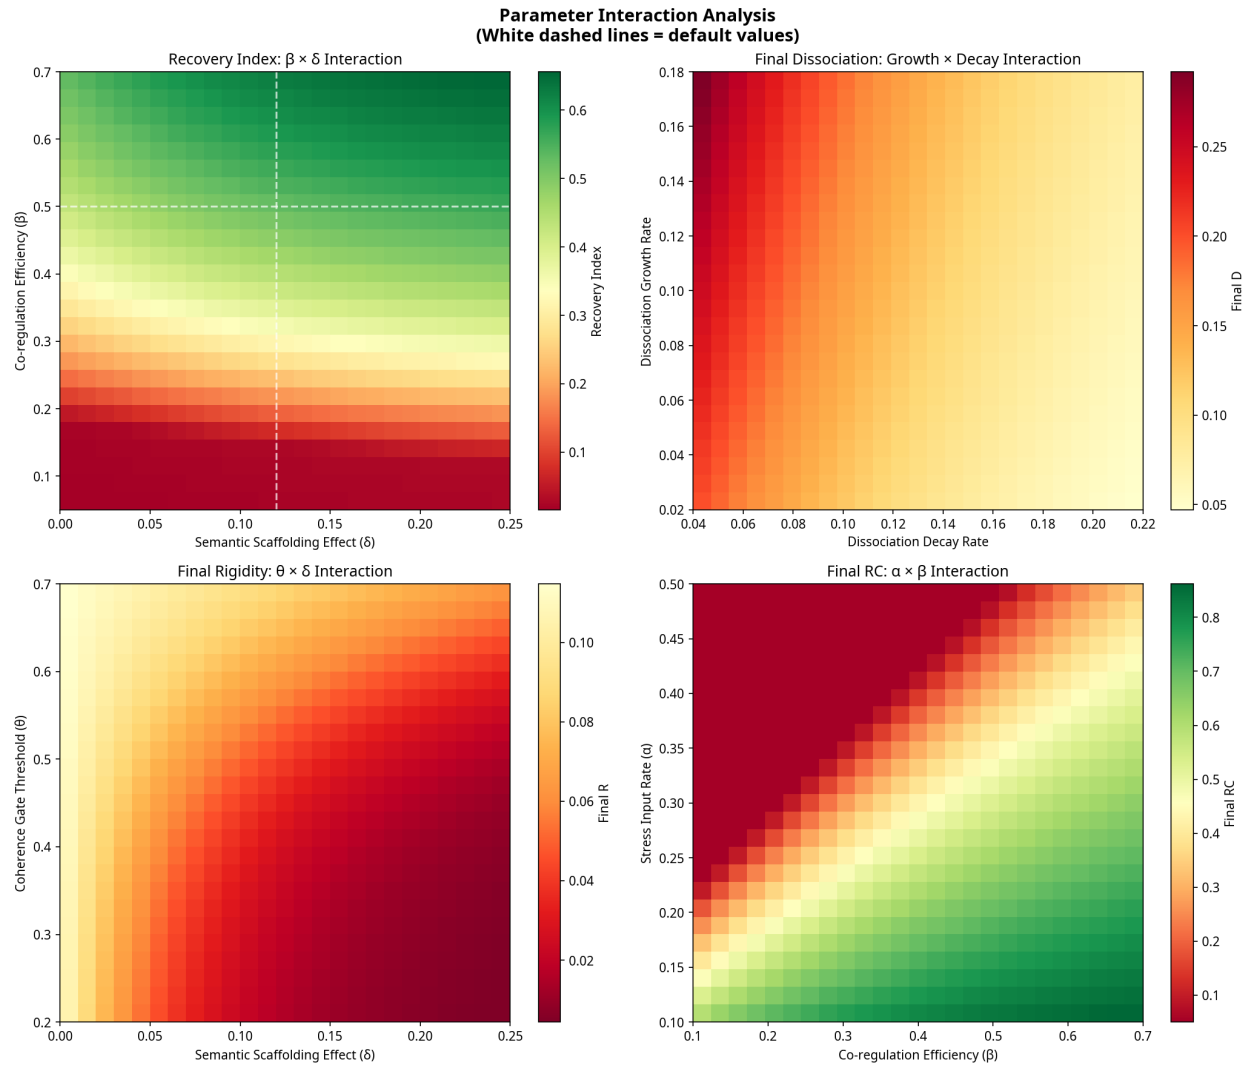 Parameter Interaction Analysis
(White dashed lines = default values)
Recovery Index: β × δ Interaction
0.7
0.6
0.5
0.4
0.3
0.2
0.1
Co-regulation Efficiency (β)
0.00 0.05 0.10 0.15 0.20 0.25
Semantic Scaffolding Effect (δ)
0.6
0.5
0.4
0.3
0.2
0.1
Recovery Index
Final Dissociation: Growth × Decay Interaction
0.18
0.16
0.14
0.12
0.10
0.08
0.06
0.04
0.02
Dissociation Growth Rate
0.04 0.06 0.08 0.10 0.12 0.14 0.16 0.18 0.20 0.22
Dissociation Decay Rate
0.25
0.20
0.15
0.10
0.05
Final D
Final Rigidity: θ × δ Interaction
0.7
0.6
0.5
0.4
0.3
0.2
Coherence Gate Threshold (θ)
0.00 0.05 0.10 0.15 0.20 0.25
Semantic Scaffolding Effect (δ)
0.10
0.08
0.06
0.04
0.02
Final R
Final RC: α × β Interaction
0.50
0.45
0.40
0.35
0.30
0.25
0.20
0.15
0.10
Stress Input Rate (α)
0.1 0.2 0.3 0.4 0.5 0.6 0.7
Co-regulation Efficiency (β)
0.8
0.7
0.6
0.5
0.4
0.3
0.2
0.1
Final RC